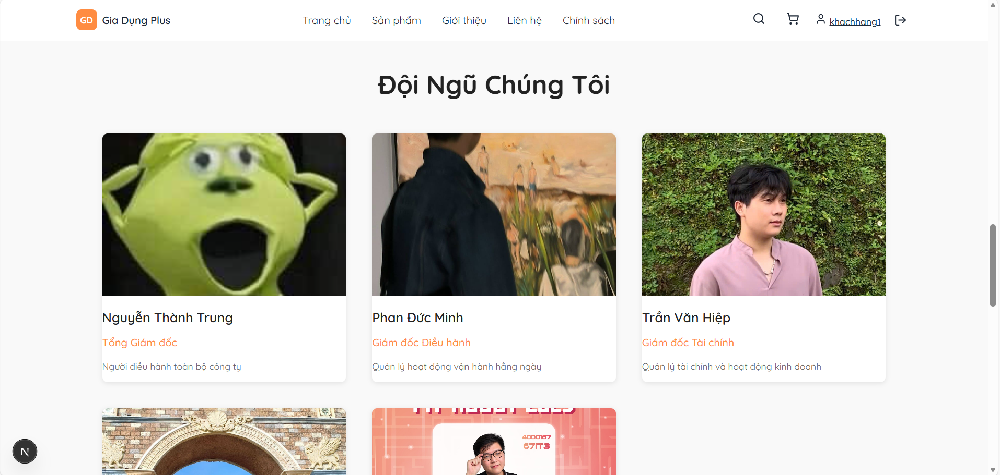 GD Gia Dụng Plus Trang chủ Sản phẩm Giới thiệu Liên hệ Chính sách khachhang1
Đội Ngũ Chúng Tôi
Nguyễn Thành Trung
Tổng Giám đốc
Người điều hành toàn bộ công ty
Phan Đức Minh
Giám đốc Điều hành
Quản lý hoạt động vận hành hằng ngày
Trần Văn Hiệp
Giám đốc Tài chính
Quản lý tài chính và hoạt động kinh doanh
4000167
67IT3
N